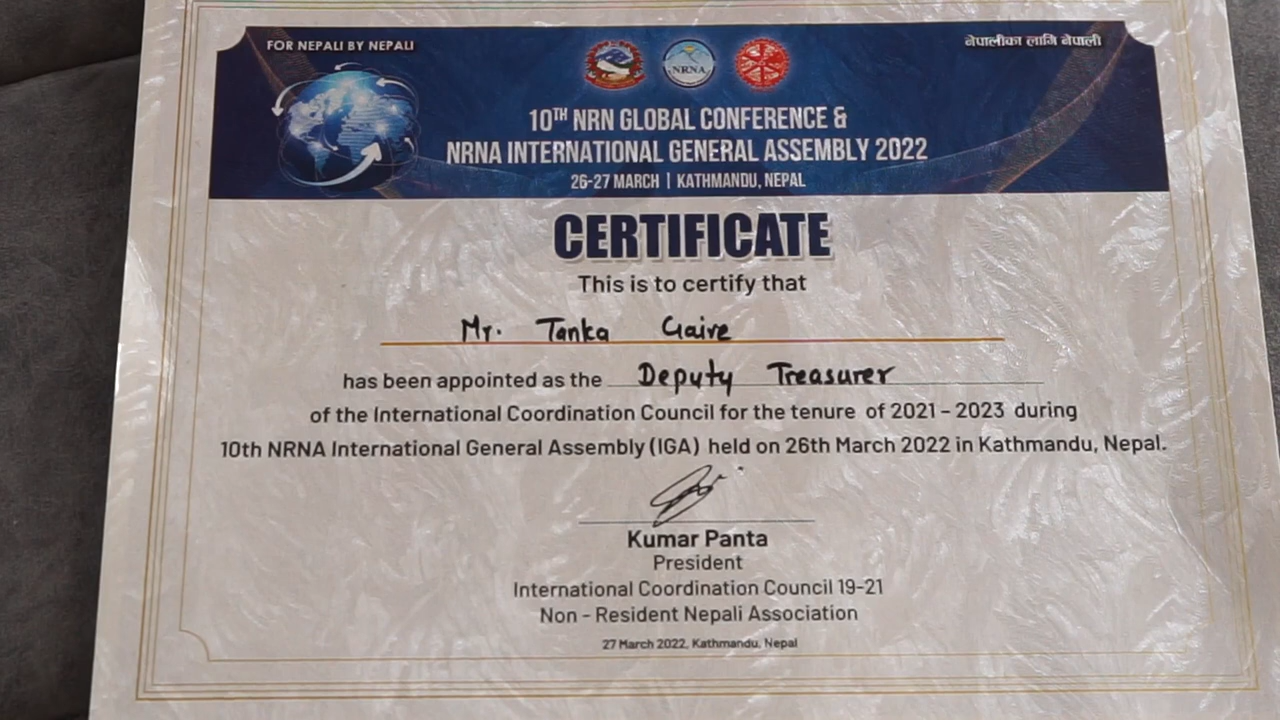 FOR NEPALI BY NEPALI
नेपालीका लागि नेपाली
NRNA
10TH NRN GLOBAL CONFERENCE &
NRNA INTERNATIONAL GENERAL ASSEMBLY 2022
26-27 MARCH | KATHMANDU, NEPAL
CERTIFICATE
This is to certify that
Mr. Tanka Gaire
has been appointed as the Deputy Treasurer
of the International Coordination Council for the tenure of 2021 - 2023 during
10th NRNA International General Assembly (IGA) held on 26th March 2022 in Kathmandu, Nepal.
Kumar Panta
President
International Coordination Council 19-21
Non - Resident Nepali Association
27 March 2022, Kathmandu, Nepal